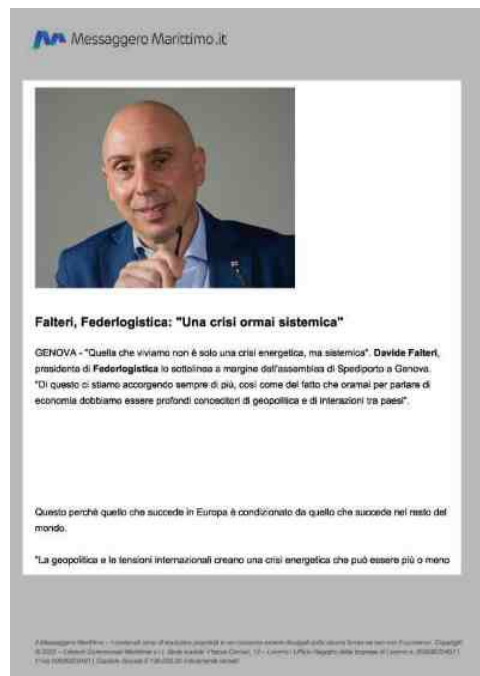 Messaggero Marittimo.it
Falteri, Federlogistica: "Una crisi ormai sistemica"
GENOVA - "Quella che viviamo non è solo una crisi energetica, ma sistemica". Davide Falteri,
presidente di Federlogistica lo sottolinea a margine dell'assemblea di Spediporto a Genova.
"Di questo ci stiamo accorgendo sempre di più, così come del fatto che oramai per parlare di
economia dobbiamo essere profondi conoscitori di geopolitica e di interazioni tra paesi".
Questo perchè quello che succede in Europa è condizionato da quello che succede nel resto del
mondo.
"La geopolitica e le tensioni internazionali creano una crisi energetica che può essere più o meno